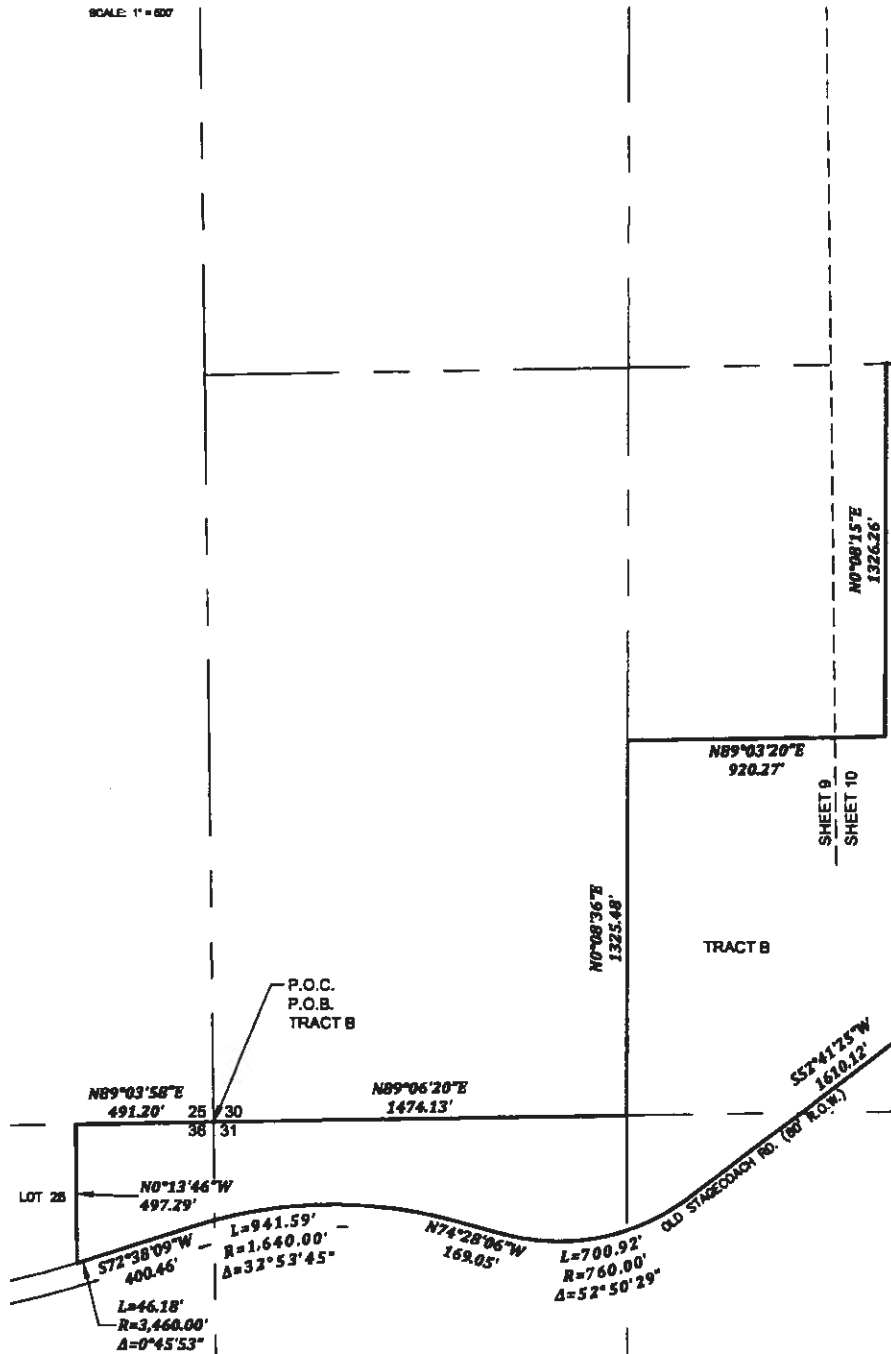 SCALE: 1" = 500'
N0°08'15"E
1326.26'
N89°03'20"E
920.27'
SHEET 9
SHEET 10
N0°08'36"E
1325.48'
TRACT B
P.O.C.
P.O.B.
TRACT B
S52°41'25"W
1610.12'
N89°03'58"E
491.20'
25 30
36 31
N89°06'20"E
1474.13'
OLD STAGECOACH RD. (80' R.O.W.)
LOT 26
N0°13'46"W
497.29'
S72°38'09"W
400.46'
L=941.59'
R=1,640.00'
Δ=32°53'45"
N74°28'06"W
169.05'
L=700.92'
R=760.00'
Δ=52°50'29"
L=46.18'
R=3,460.00'
Δ=0°45'53"